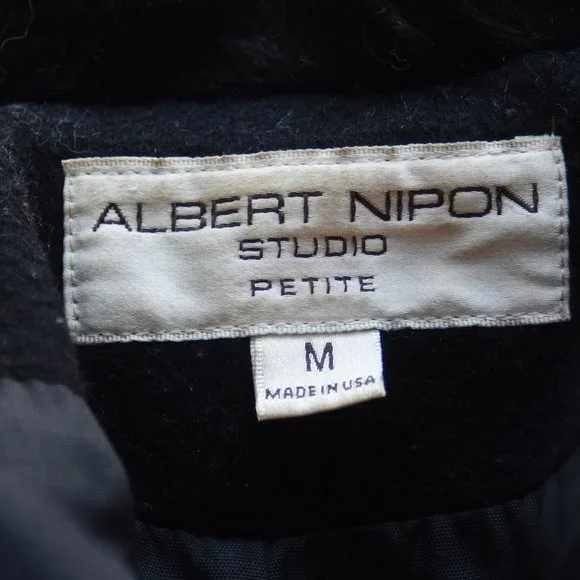 ALBERT NIPON
STUDIO
PETITE
M
MADE IN USA